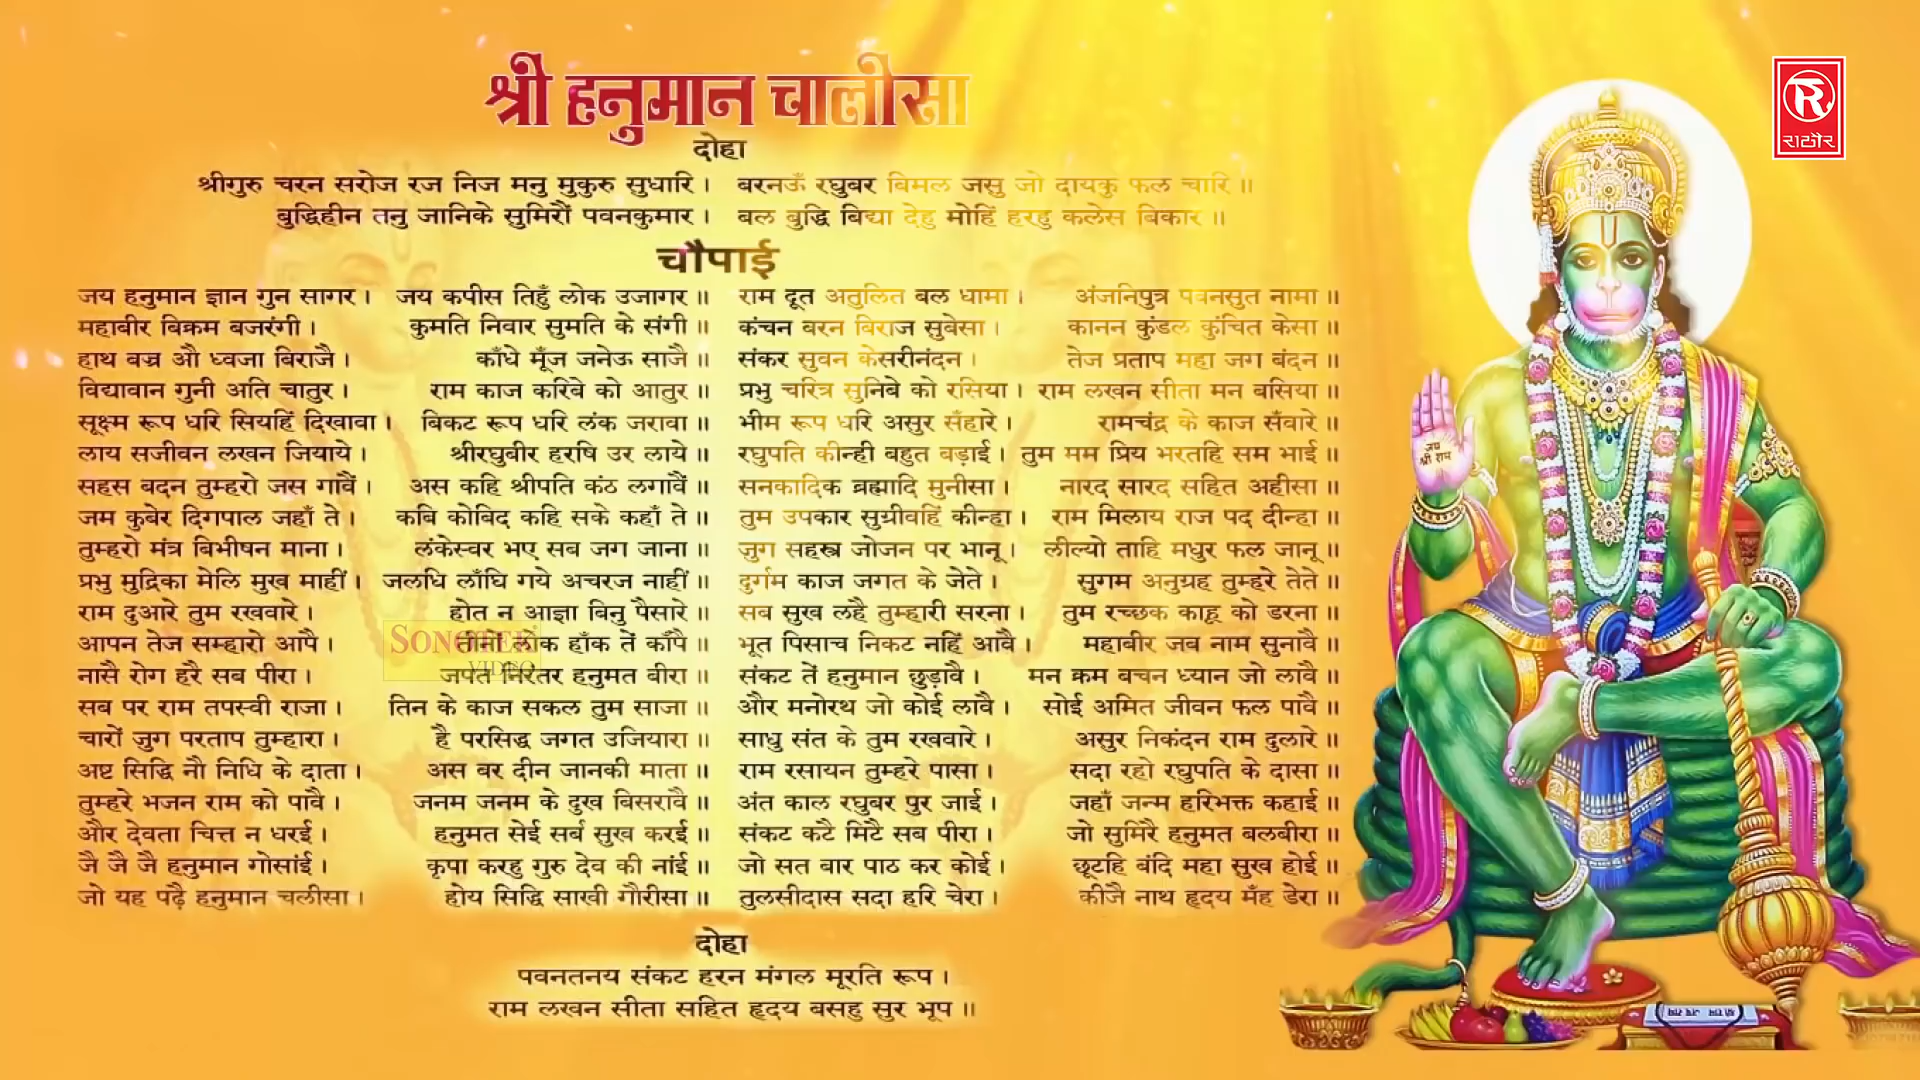 श्री हनुमान चालीसा
राठौर
दोहा
श्रीगुरु चरन सरोज रज निज मनु मुकुरु सुधारि। बरनऊँ रघुबर बिमल जसु जो दायकु फल चारि॥
बुद्धिहीन तनु जानिके सुमिरौं पवनकुमार। बल बुद्धि बिद्या देहु मोहिं हरहु कलेस बिकार॥
चौपाई
जय हनुमान ज्ञान गुन सागर। जय कपीस तिहुँ लोक उजागर॥ राम दूत अतुलित बल धामा। अंजनिपुत्र पवनसुत नामा॥
महाबीर बिक्रम बजरंगी। कुमति निवार सुमति के संगी॥ कंचन बरन बिराज सुबेसा। कानन कुंडल कुंचित केसा॥
हाथ बज्र औ ध्वजा बिराजै। काँधे मूँज जनेऊ साजै॥ संकर सुवन केसरीनंदन। तेज प्रताप महा जग बंदन॥
विद्यावान गुनी अति चातुर। राम काज करिबे को आतुर॥ प्रभु चरित्र सुनिबे को रसिया। राम लखन सीता मन बसिया॥
सूक्ष्म रूप धरि सियहिं दिखावा। बिकट रूप धरि लंक जरावा॥ भीम रूप धरि असुर सँहारे। रामचंद्र के काज सँवारे॥
लाय सजीवन लखन जियाये। श्रीरघुबीर हरषि उर लाये॥ रघुपति कीन्ही बहुत बड़ाई। तुम मम प्रिय भरतहि सम भाई॥
सहस बदन तुम्हरो जस गावैं। अस कहि श्रीपति कंठ लगावैं॥ सनकादिक ब्रह्मादि मुनीसा। नारद सारद सहित अहीसा॥
जम कुबेर दिगपाल जहाँ ते। कबि कोबिद कहि सके कहाँ ते॥ तुम उपकार सुग्रीवहिं कीन्हा। राम मिलाय राज पद दीन्हा॥
तुम्हरो मंत्र बिभीषन माना। लंकेस्वर भए सब जग जाना॥ जुग सहस्त्र जोजन पर भानू। लील्यो ताहि मधुर फल जानू॥
प्रभु मुद्रिका मेलि मुख माहीं। जलधि लाँघि गये अचरज नाहीं॥ दुर्गम काज जगत के जेते। सुगम अनुग्रह तुम्हरे तेते॥
राम दुआरे तुम रखवारे। होत न आज्ञा बिनु पैसारे॥ सब सुख लहै तुम्हारी सरना। तुम रच्छक काहू को डरना॥
आपन तेज सम्हारो आपै। हाँक तें काँपै॥ भूत पिसाच निकट नहिं आवै। महाबीर जब नाम सुनावै॥
नासै रोग हरै सब पीरा। जपत निरंतर हनुमत बीरा॥ संकट तें हनुमान छुड़ावै। मन क्रम बचन ध्यान जो लावै॥
सब पर राम तपस्वी राजा। तिन के काज सकल तुम साजा॥ और मनोरथ जो कोई लावै। सोई अमित जीवन फल पावै॥
चारों जुग परताप तुम्हारा। है परसिद्ध जगत उजियारा॥ साधु संत के तुम रखवारे। असुर निकंदन राम दुलारे॥
अष्ट सिद्धि नौ निधि के दाता। अस बर दीन जानकी माता॥ राम रसायन तुम्हरे पासा। सदा रहो रघुपति के दासा॥
तुम्हरे भजन राम को पावै। जनम जनम के दुख बिसरावै॥ अंत काल रघुबर पुर जाई। जहाँ जन्म हरिभक्त कहाई॥
और देवता चित्त न धरई। हनुमत सेई सर्ब सुख करई॥ संकट कटै मिटै सब पीरा। जो सुमिरै हनुमत बलबीरा॥
जै जै जै हनुमान गोसांई। कृपा करहु गुरु देव की नांई॥ जो सत बार पाठ कर कोई। छूटहि बंदि महा सुख होई॥
जो यह पढ़ै हनुमान चलीसा। होय सिद्धि साखी गौरीसा॥ तुलसीदास सदा हरि चेरा। कीजै नाथ हृदय मँह डेरा॥
दोहा
पवनतनय संकट हरन मंगल मूरति रूप।
राम लखन सीता सहित हृदय बसहु सुर भूप॥
VIDEO
जय
श्री राम